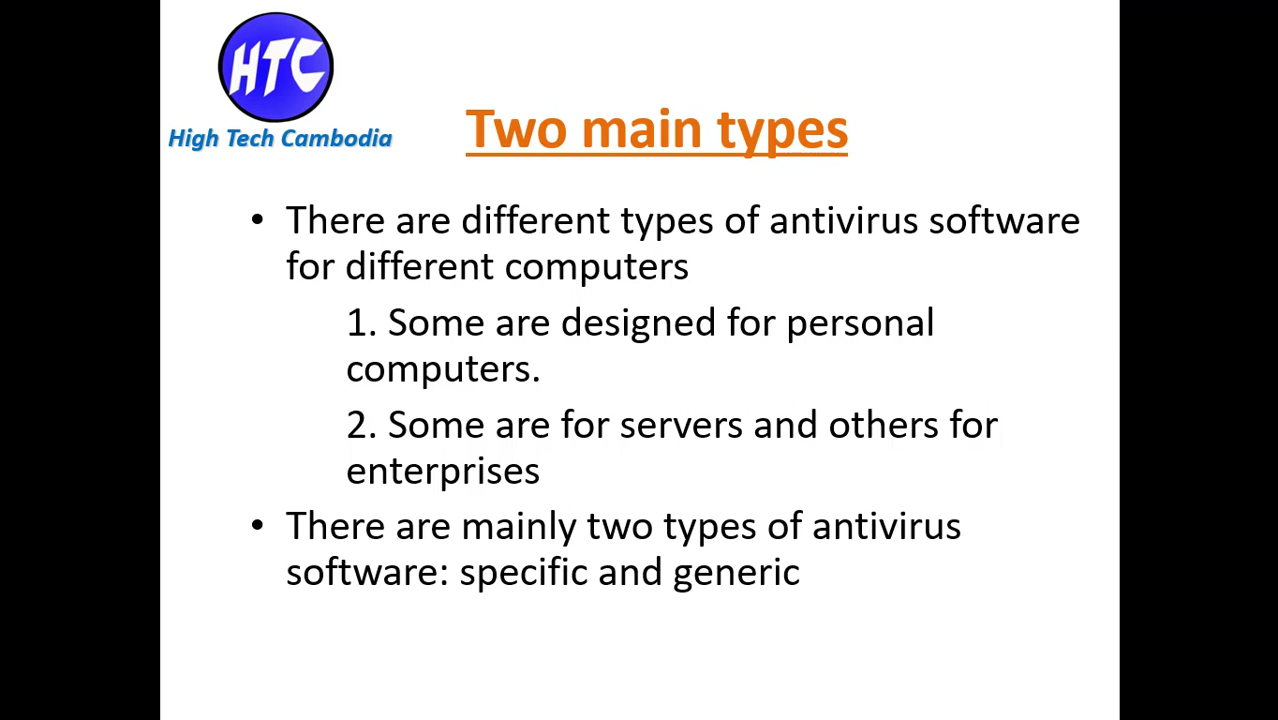 HTC
High Tech Cambodia
Two main types
• There are different types of antivirus software
for different computers
1. Some are designed for personal
computers.
2. Some are for servers and others for
enterprises
• There are mainly two types of antivirus
software: specific and generic